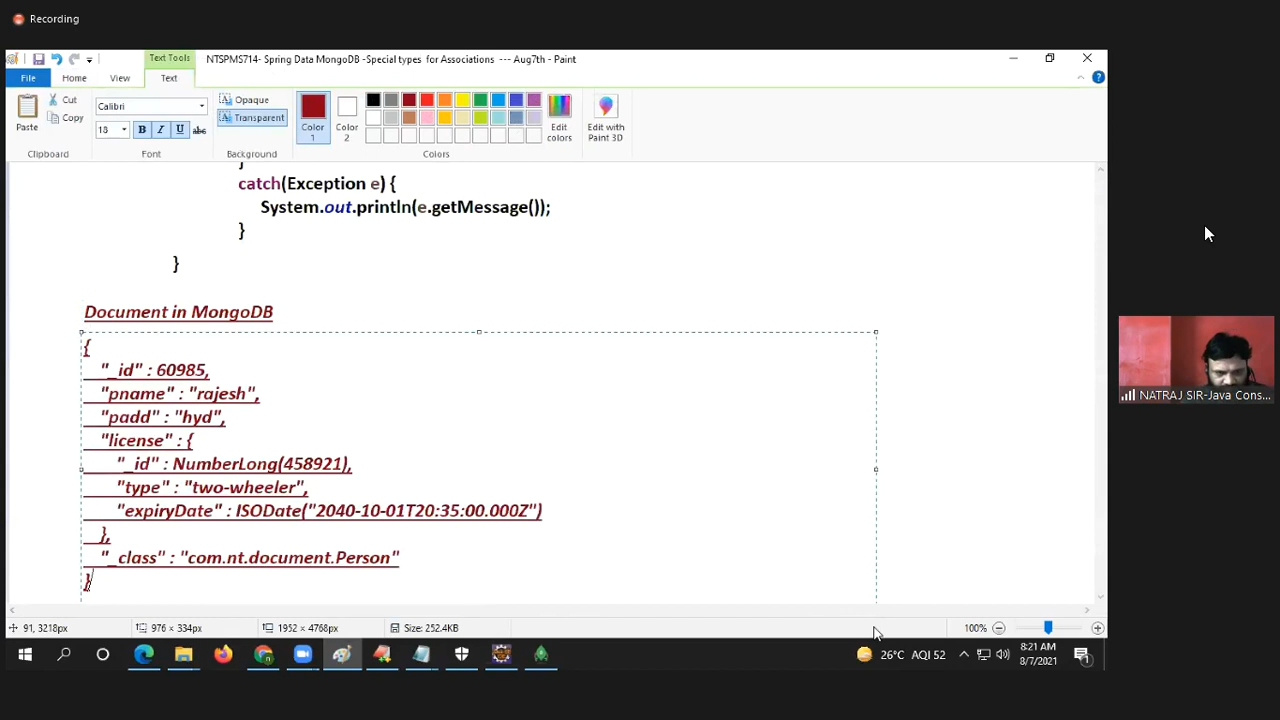 Recording
Text Tools
NTSPMS714- Spring Data MongoDB -Special types for Associations --- Aug7th - Paint
File Home View Text
Paste
Cut
Copy
Calibri
18 B I U abc
Opaque
Transparent
Color 1
Color 2
Edit colors
Edit with Paint 3D
Clipboard Font Background Colors
}
catch(Exception e) {
System.out.println(e.getMessage());
}
}
Document in MongoDB
{
"_id" : 60985,
"pname" : "rajesh",
"padd" : "hyd",
"license" : {
"_id" : NumberLong(458921),
"type" : "two-wheeler",
"expiryDate" : ISODate("2040-10-01T20:35:00.000Z")
},
"_class" : "com.nt.document.Person"
}
NATRAJ SIR-Java Cons...
91, 3218px 976 × 334px 1952 × 4768px Size: 252.4KB 100%
26°C AQI 52 8:21 AM
8/7/2021 1